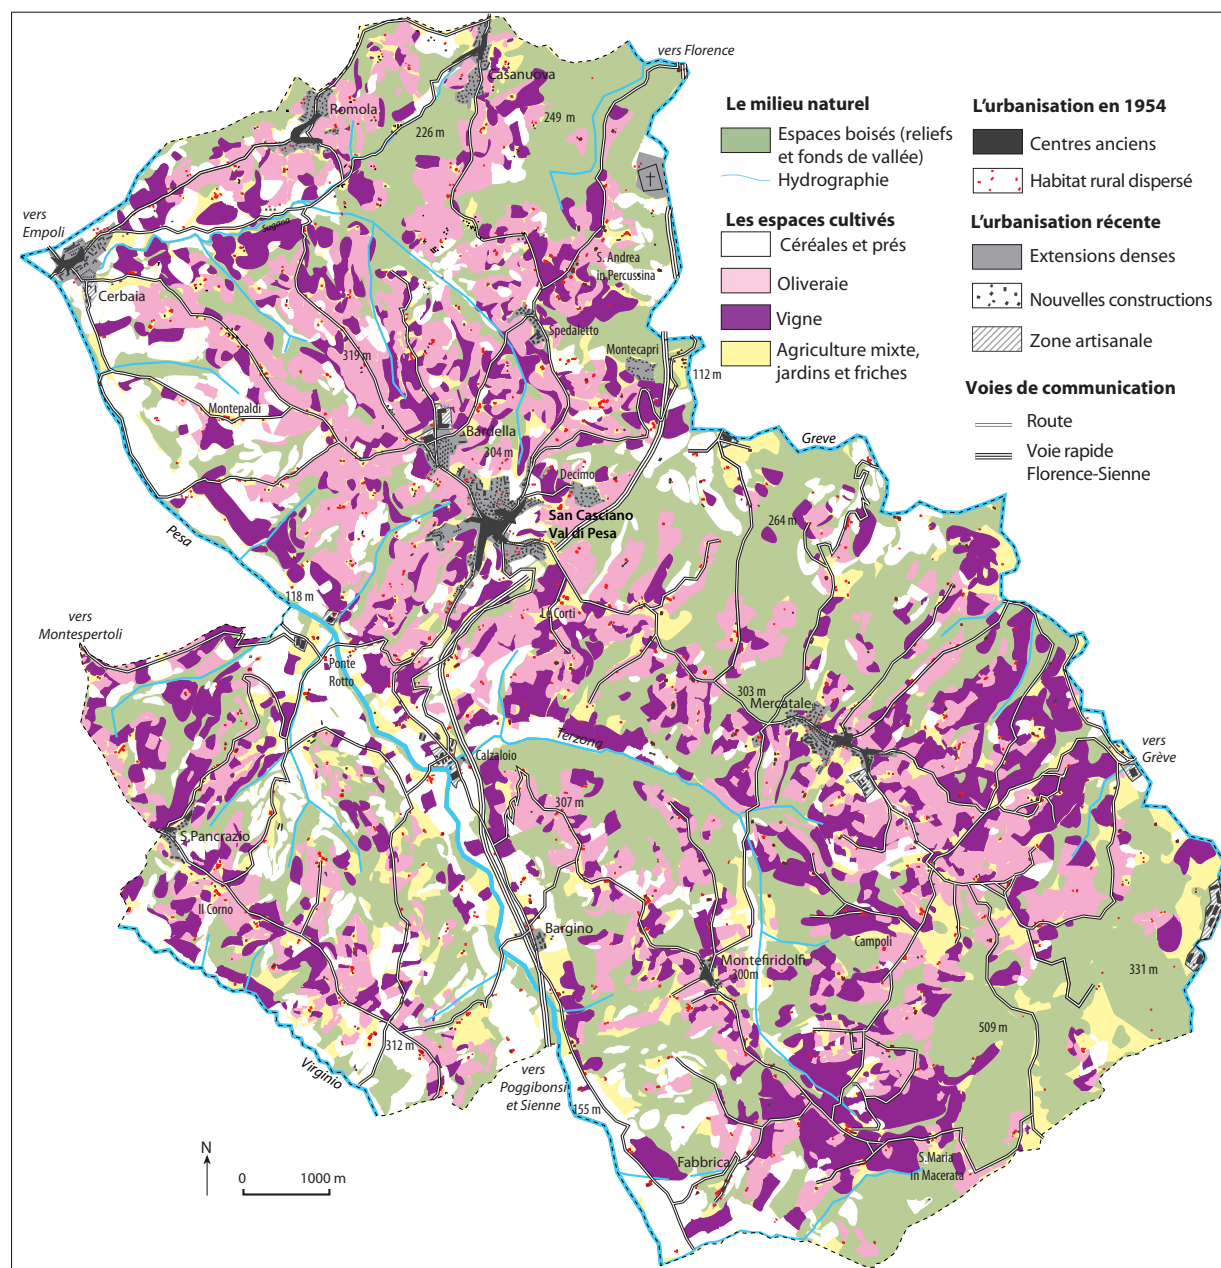 Le milieu naturel
Espaces boisés (reliefs
et fonds de vallée)
Hydrographie
Les espaces cultivés
Céréales et prés
Oliveraie
Vigne
Agriculture mixte,
jardins et friches
L'urbanisation en 1954
Centres anciens
Habitat rural dispersé
L'urbanisation récente
Extensions denses
Nouvelles constructions
Zone artisanale
Voies de communication
Route
Voie rapide
Florence-Sienne
vers Florence
Casanuova
Romola
249 m
226 m
vers
Empoli
Sugana
S. Andrea
in Percussina
Cerbaia
Spedaletto
319 m
Montecapri
112 m
Montepaldi
Bardella
304 m
Greve
Decimo
San Casciano
Val di Pesa
264 m
Pesa
118 m
vers
Montespertoli
Le Corti
Ponte
Rotto
303 m
Mercatale
Terzona
vers
Grève
Calzaloio
307 m
S.Pancrazio
Il Corno
Bargino
Campoli
Montefiridolfi
300m
331 m
509 m
312 m
Virginio
vers
Poggibonsi
et Sienne
155 m
Fabbrica
S.Maria
in Macerata
N
0 1000 m